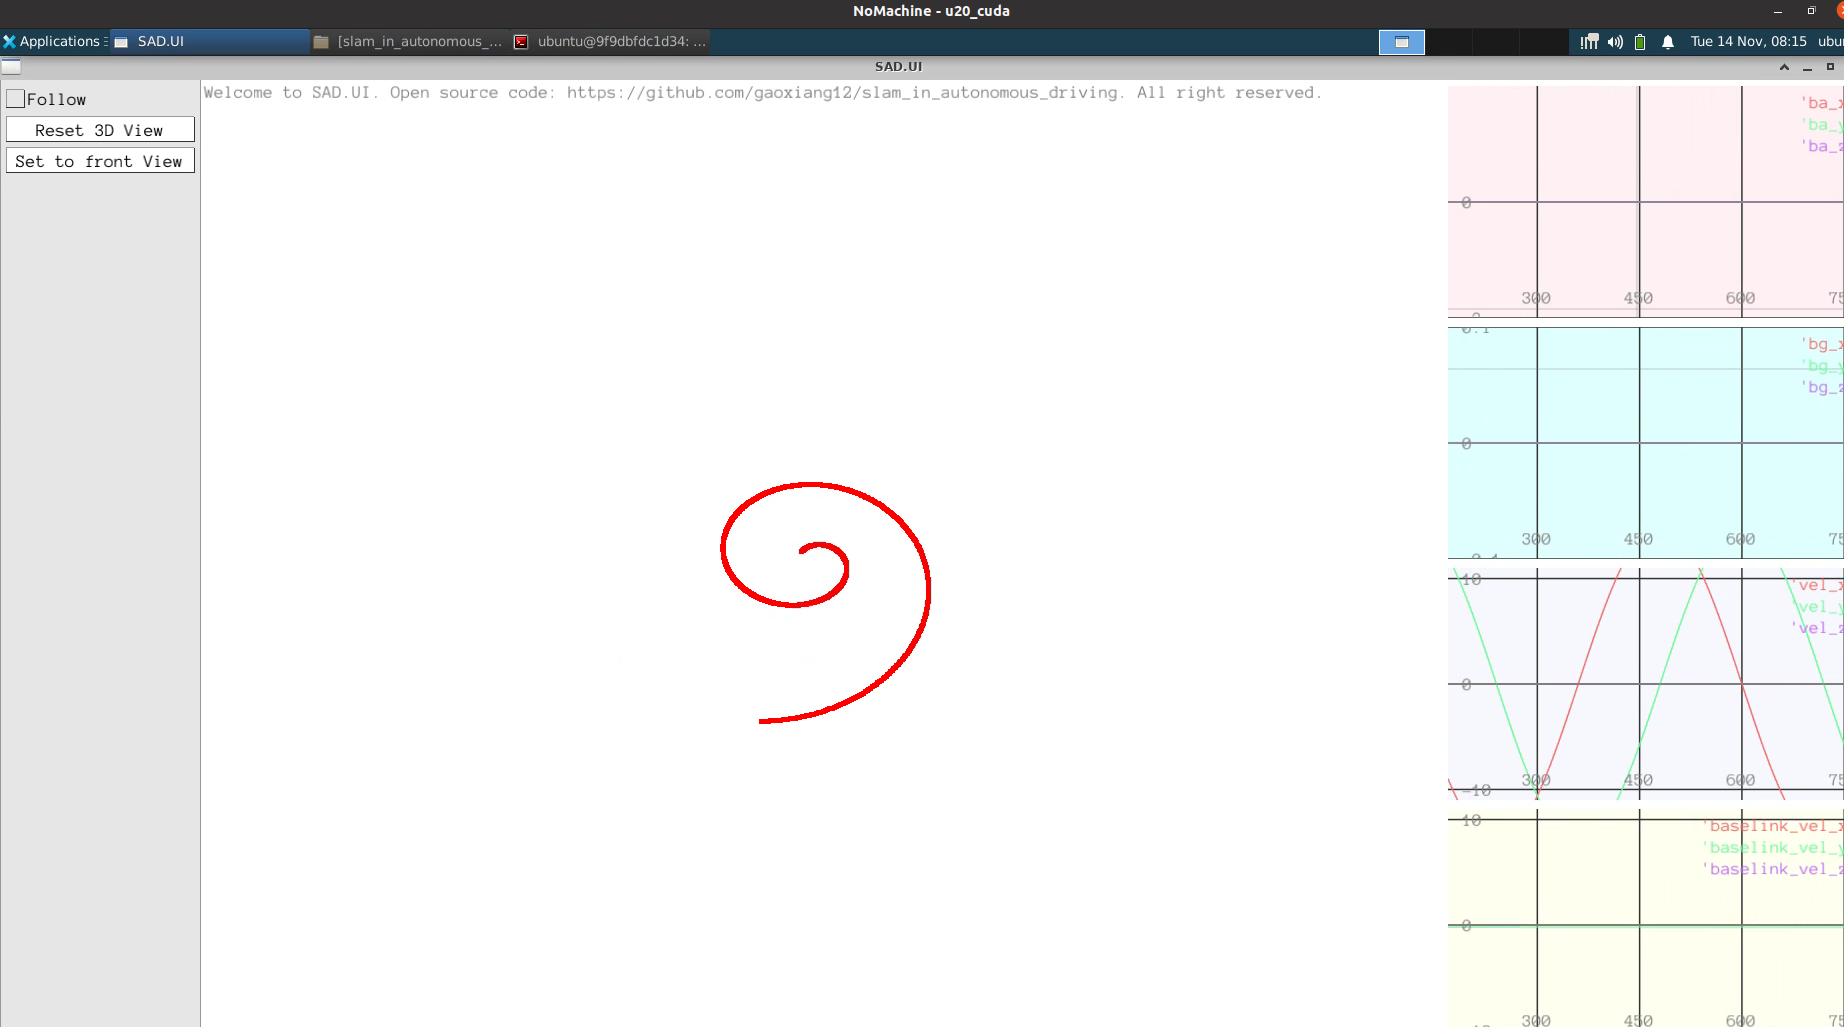 NoMachine - u20_cuda
Applications
SAD.UI
[slam_in_autonomous_...
ubuntu@9f9dbfdc1d34: ...
Tue 14 Nov, 08:15
ubu
SAD.UI
Follow
Reset 3D View
Set to front View
Welcome to SAD.UI. Open source code: https://github.com/gaoxiang12/slam_in_autonomous_driving. All right reserved.
'ba_x
'ba_y
'ba_z
0
300 450 600 75
0.1
'bg_x
'bg_y
'bg_z
0
300 450 600 75
10
'vel_x
'vel_y
'vel_z
0
300 450 600 75
-10
10
'baselink_vel_x
'baselink_vel_y
'baselink_vel_z
0
300 450 600 75